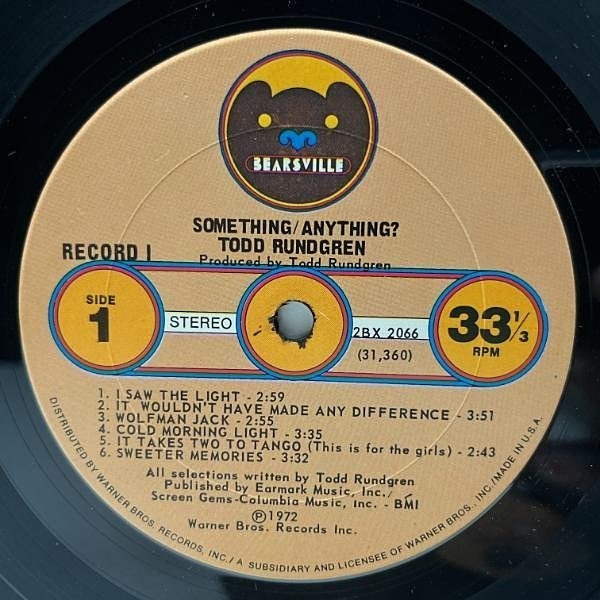 BEARSVILLE
SOMETHING/ANYTHING?
TODD RUNDGREN
Produced by Todd Rundgren
RECORD I
SIDE
1
STEREO
2BX 2066
(31,360)
33 1/3
RPM
1. I SAW THE LIGHT - 2:59
2. IT WOULDN'T HAVE MADE ANY DIFFERENCE - 3:51
3. WOLFMAN JACK - 2:55
4. COLD MORNING LIGHT - 3:35
5. IT TAKES TWO TO TANGO (This is for the girls) - 2:43
6. SWEETER MEMORIES - 3:32
All selections written by Todd Rundgren
Published by Earmark Music, Inc./
Screen Gems-Columbia Music, Inc. - BMI
Ⓟ1972
Warner Bros. Records Inc.
DISTRIBUTED BY WARNER BROS. RECORDS, INC./A SUBSIDIARY AND LICENSEE OF WARNER BROS., INC./MADE IN U.S.A.